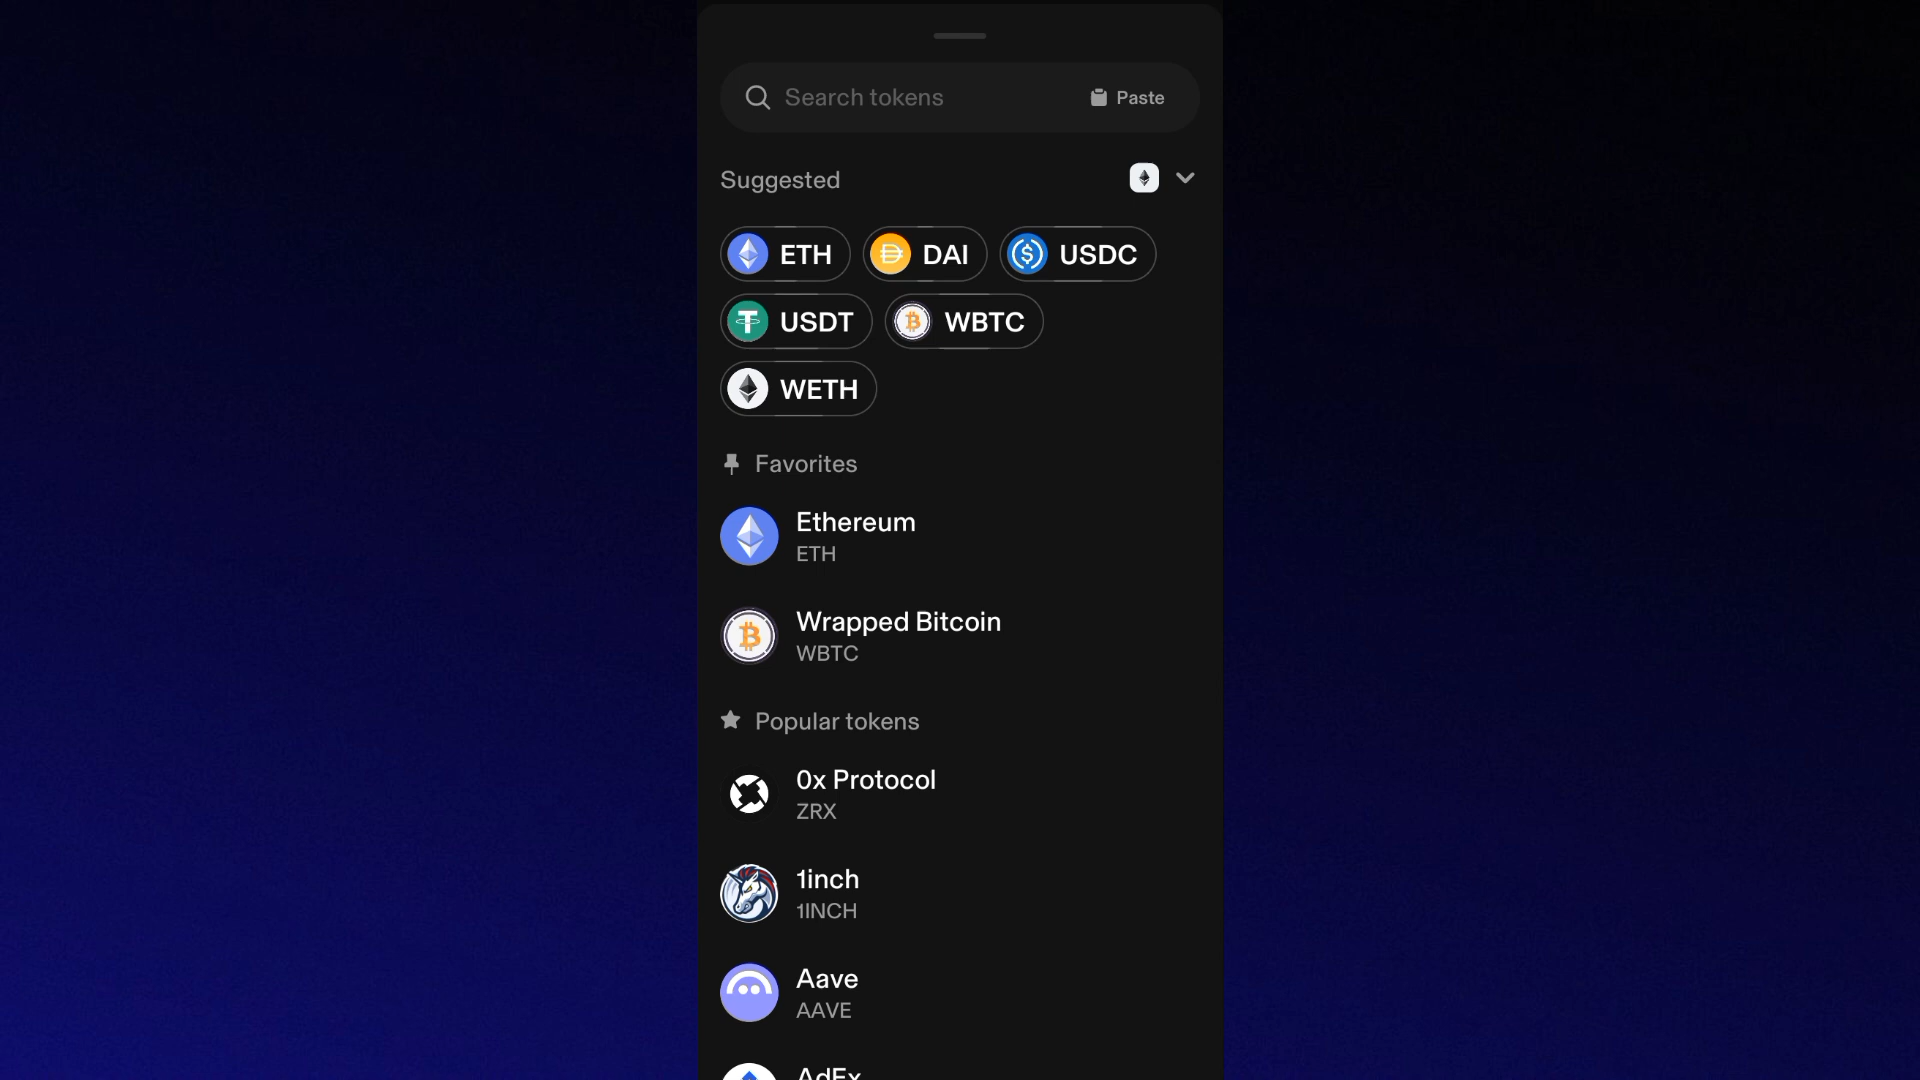 Search tokens Paste
Suggested
ETH DAI USDC
USDT WBTC
WETH
Favorites
Ethereum
ETH
Wrapped Bitcoin
WBTC
Popular tokens
0x Protocol
ZRX
1inch
1INCH
Aave
AAVE
AdEx